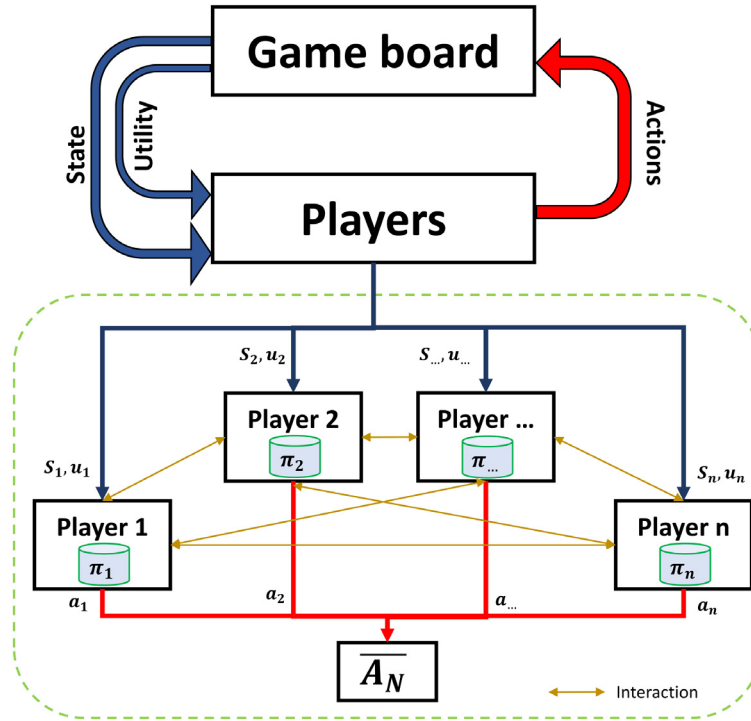 Game board
State
Utility
Actions
Players
S₂, u₂
S..., u...
Player 2
Player ...
π₂
π...
S₁, u₁
Sₙ, uₙ
Player 1
Player n
π₁
πₙ
a₁
a₂
a...
aₙ
A̅_N̅
Interaction